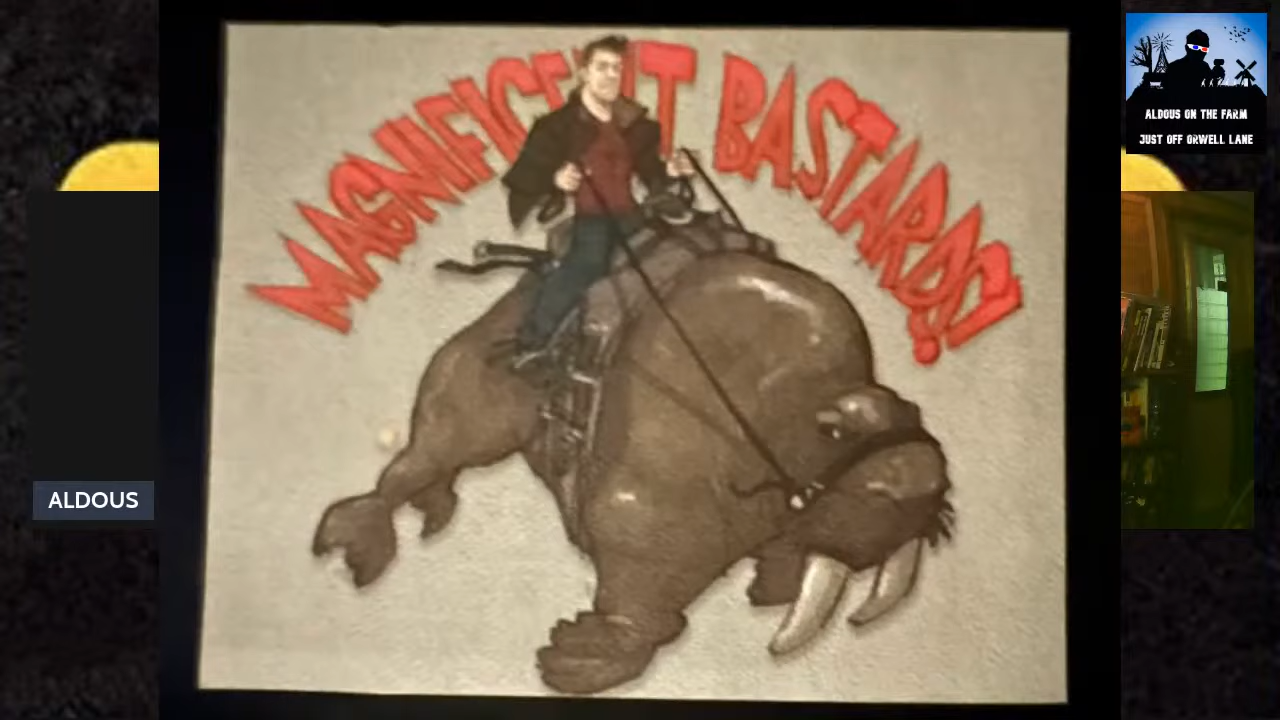 MAGNIFICENT BASTARDS!
ALDOUS ON THE FARM
JUST OFF ORWELL LANE
ALDOUS